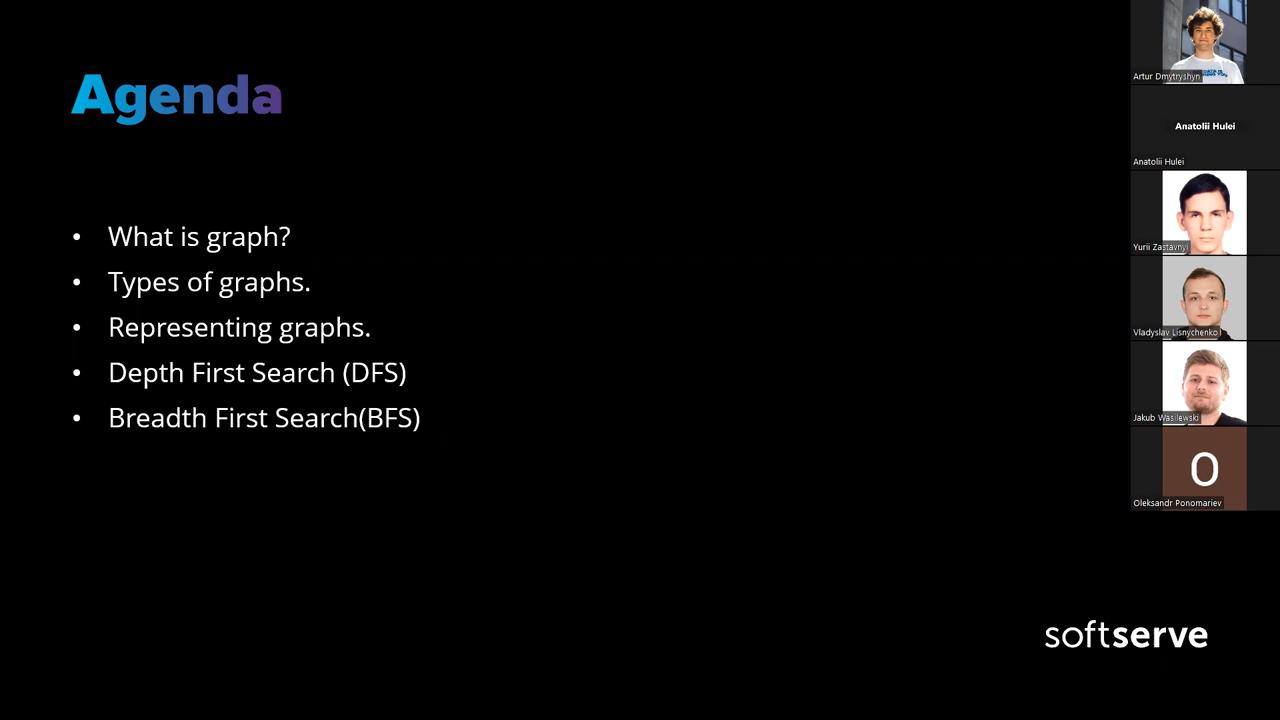 Agenda
• What is graph?
• Types of graphs.
• Representing graphs.
• Depth First Search (DFS)
• Breadth First Search(BFS)
softserve
Artur Dmytryshyn
Anatolii Hulei
Anatolii Hulei
Yurii Zastavnyi
Vladyslav Lisnychenko
Jakub Wasilewski
O
Oleksandr Ponomariev